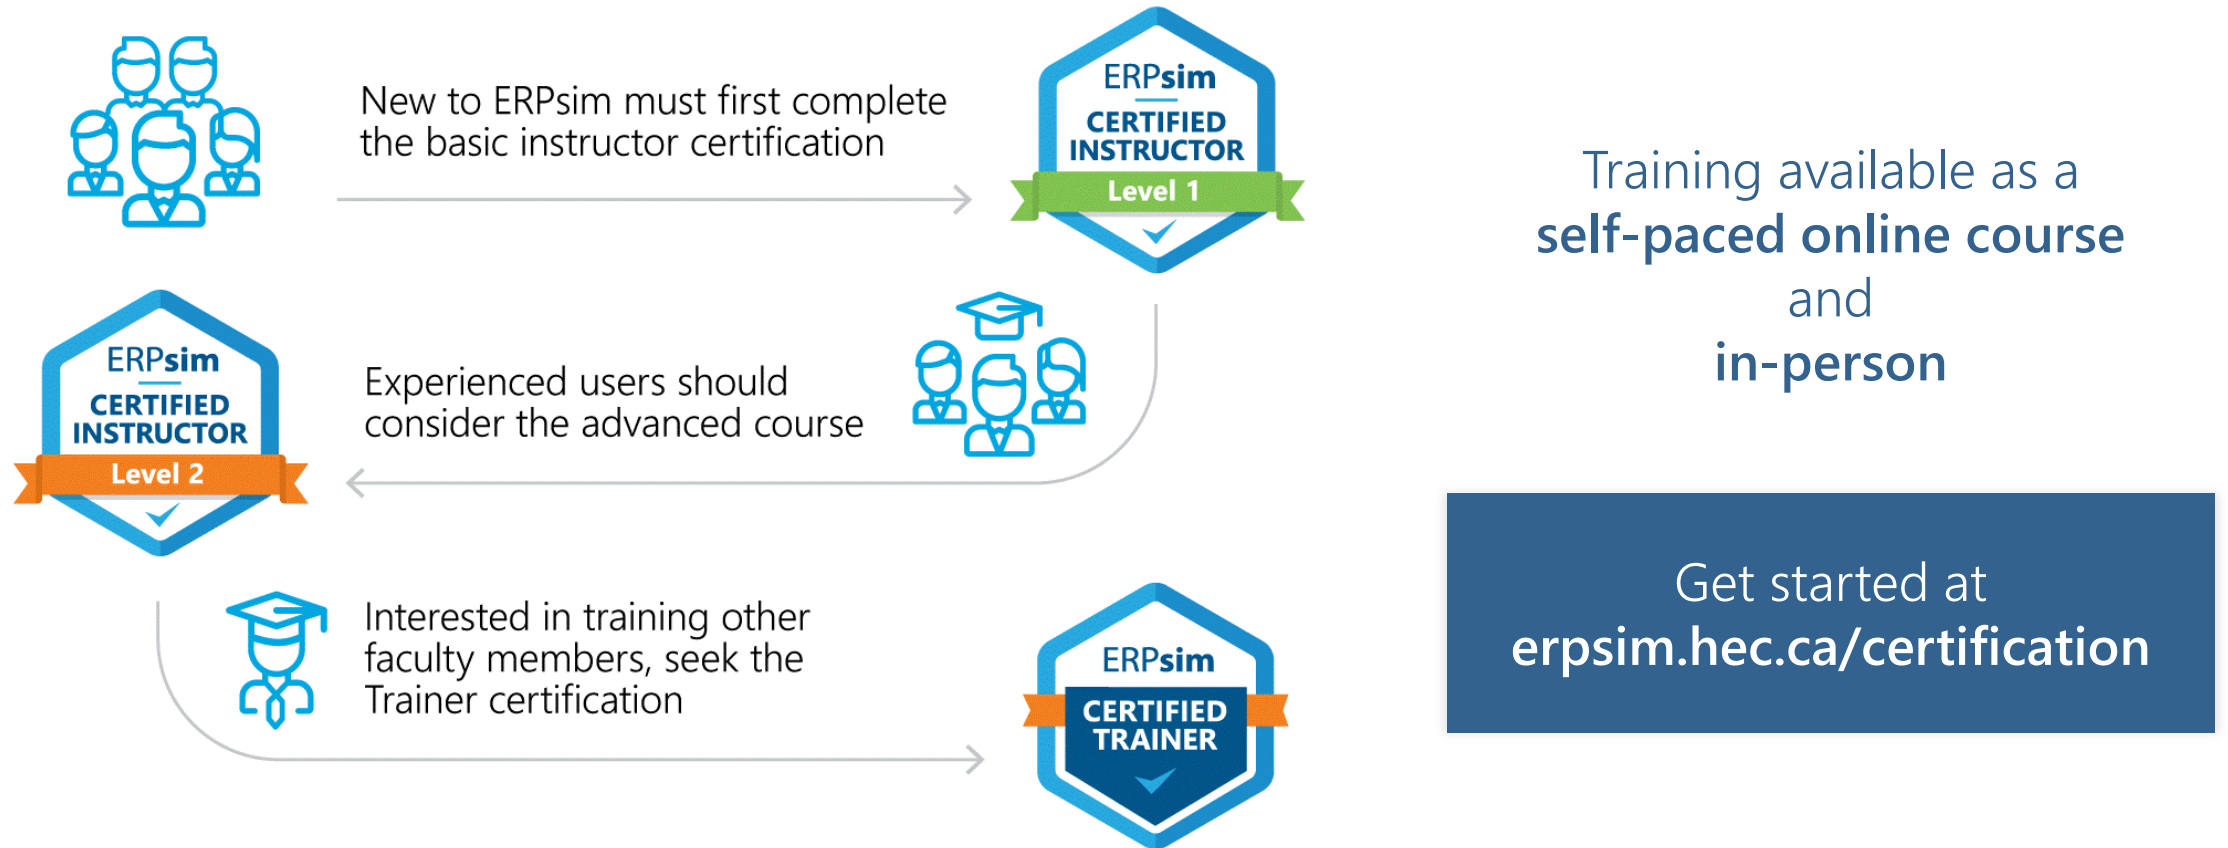 New to ERPsim must first complete
the basic instructor certification
ERPsim
CERTIFIED
INSTRUCTOR
Level 1
ERPsim
CERTIFIED
INSTRUCTOR
Level 2
Experienced users should
consider the advanced course
Interested in training other
faculty members, seek the
Trainer certification
ERPsim
CERTIFIED
TRAINER
Training available as a
self-paced online course
and
in-person
Get started at
erpsim.hec.ca/certification